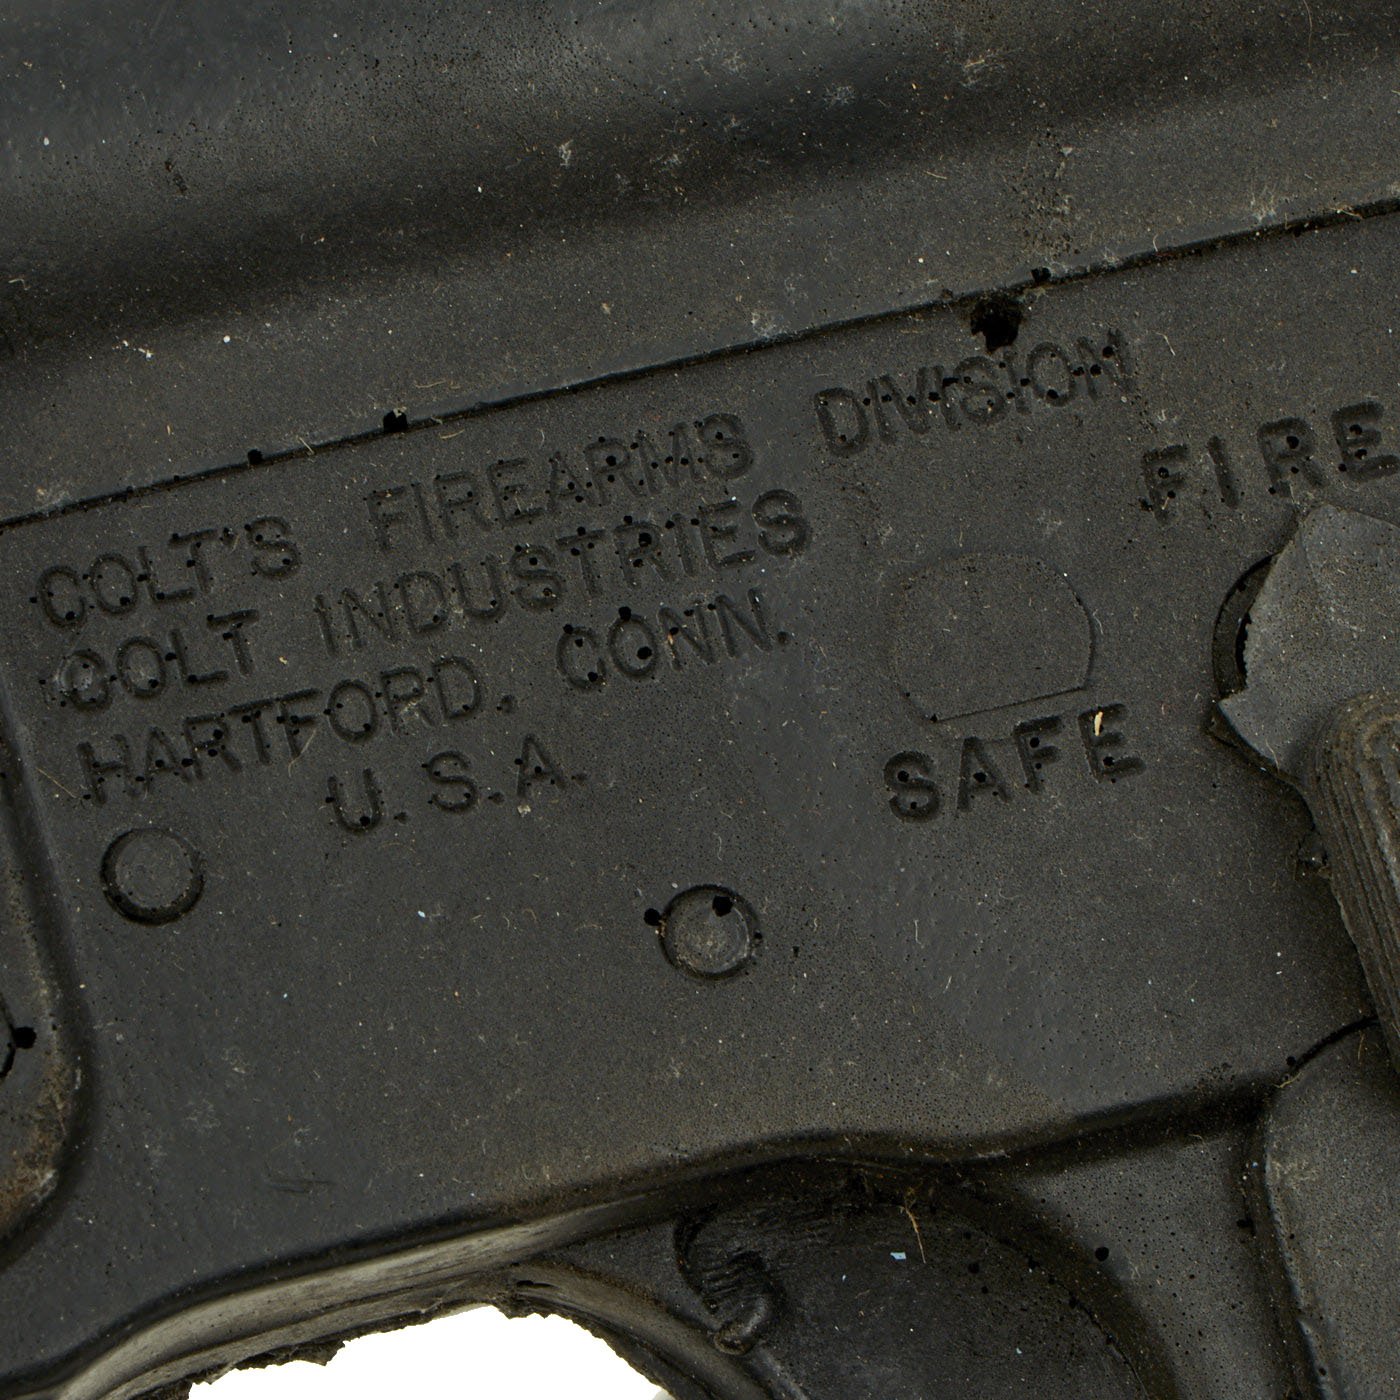 COLT'S FIREARMS DIVISION
COLT INDUSTRIES
HARTFORD, CONN.
U.S.A.
FIRE
SAFE